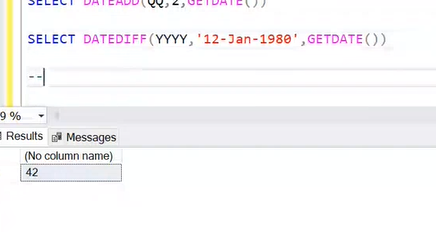 SELECT DATEADD(QQ,2,GETDATE())
SELECT DATEDIFF(YYYY,'12-Jan-1980',GETDATE())
--
9 %
Results Messages
(No column name)
42